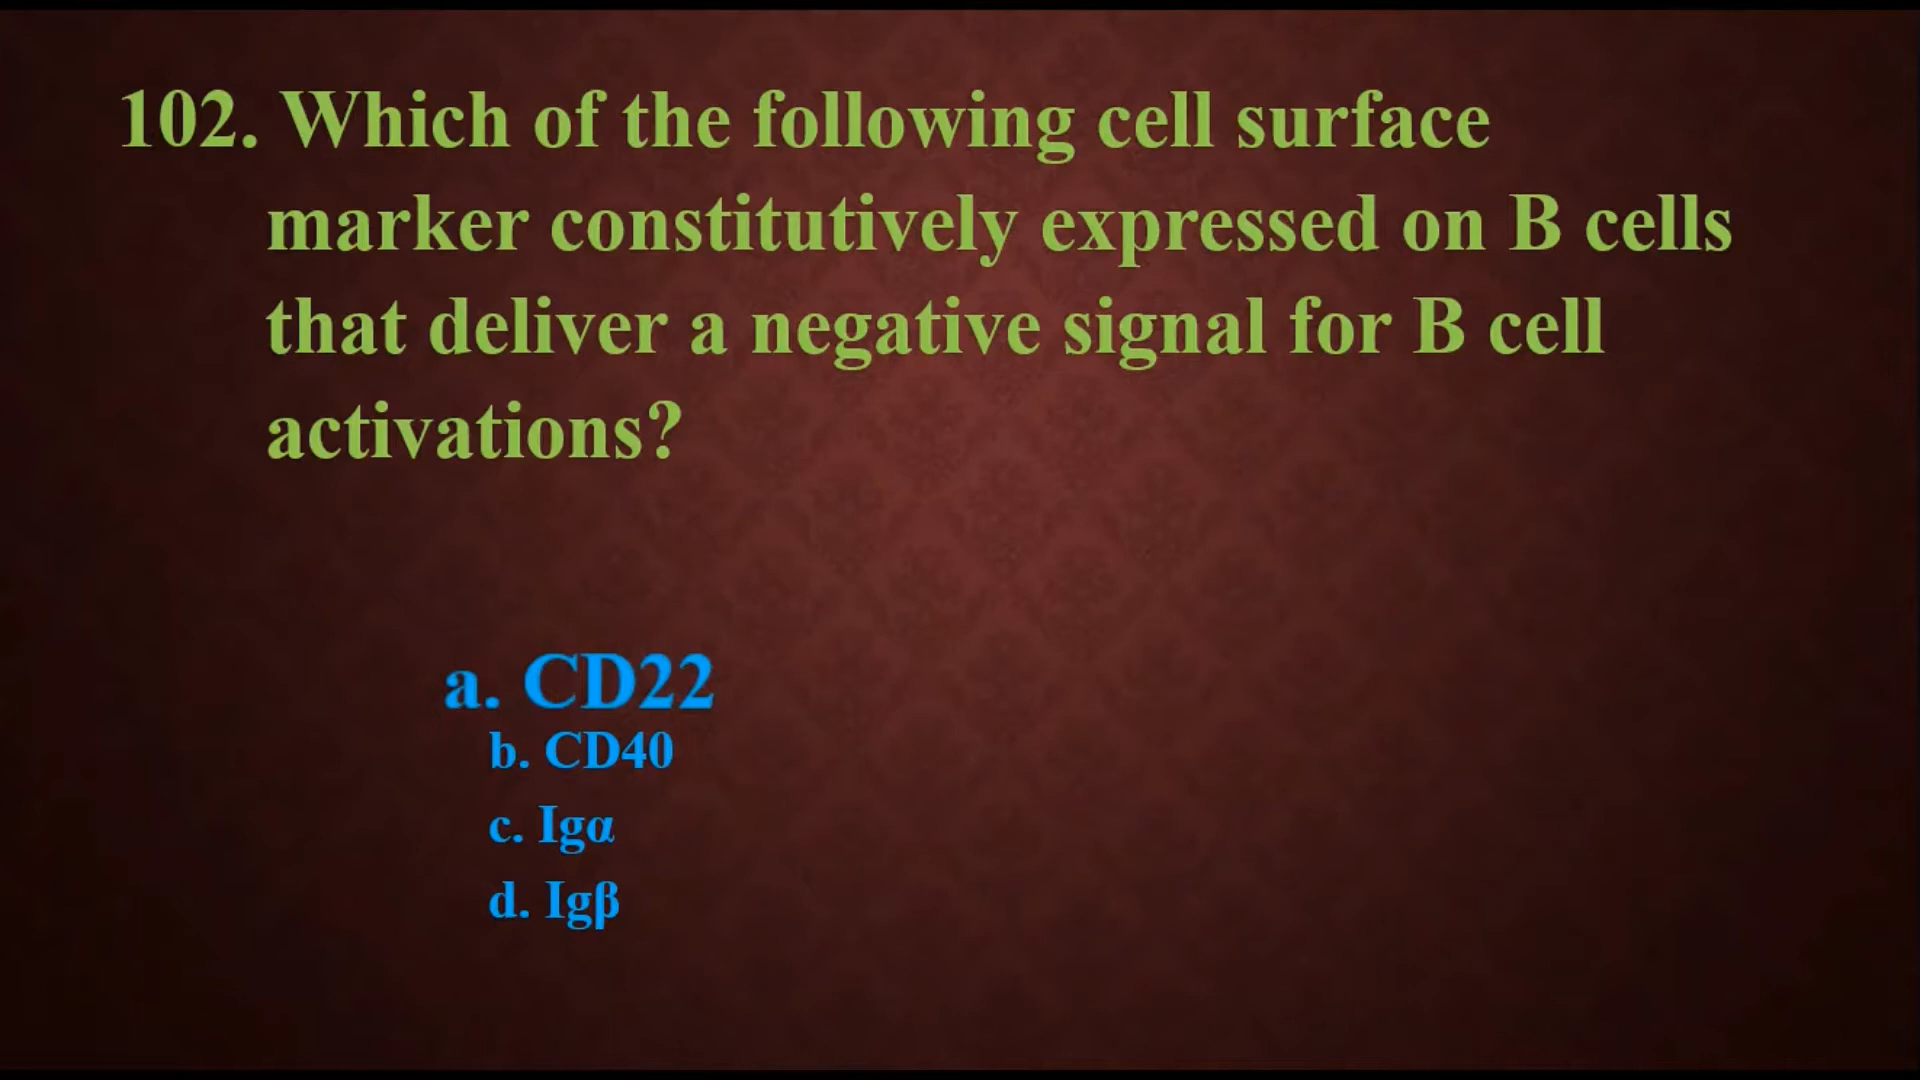 102. Which of the following cell surface
marker constitutively expressed on B cells
that deliver a negative signal for B cell
activations?
a. CD22
b. CD40
c. Igα
d. Igβ